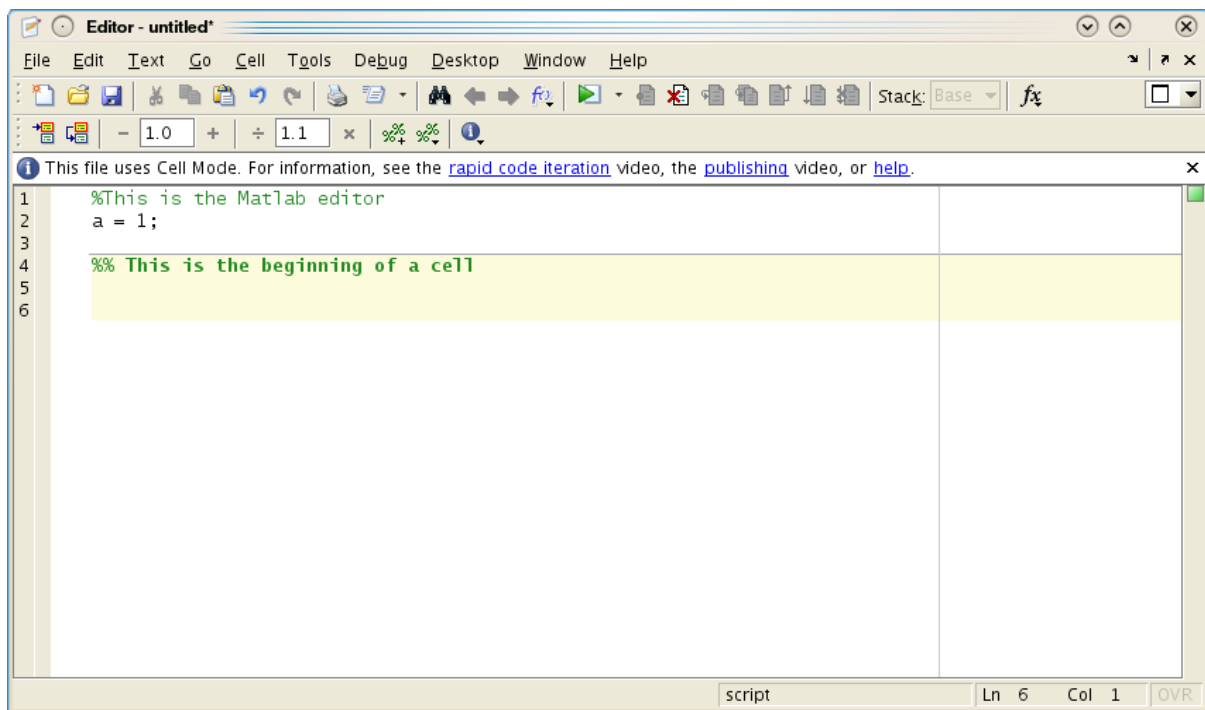 Editor - untitled*
File Edit Text Go Cell Tools Debug Desktop Window Help
Stack: Base fx
- 1.0 + ÷ 1.1 ×
This file uses Cell Mode. For information, see the rapid code iteration video, the publishing video, or help.
1 %This is the Matlab editor
2 a = 1;
3
4 %% This is the beginning of a cell
5
6
script Ln 6 Col 1 OVR